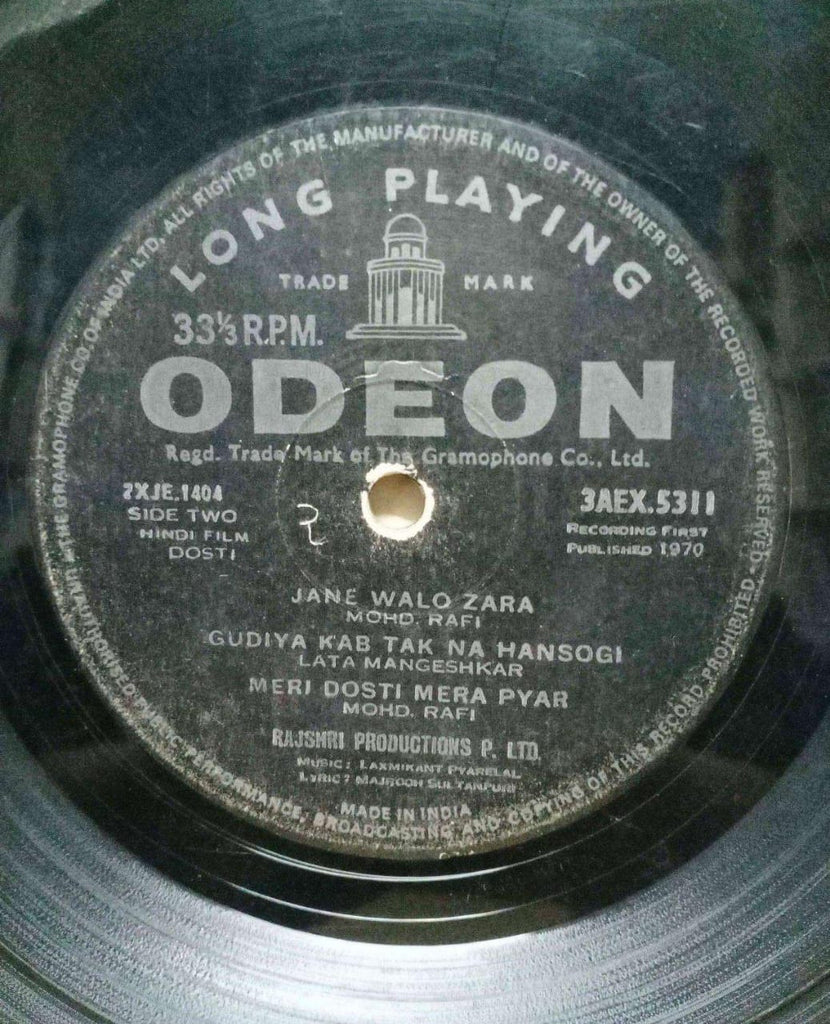 THE GRAMOPHONE CO. OF INDIA LTD. ALL RIGHTS OF THE MANUFACTURER AND OF THE OWNER OF THE RECORDED WORK RESERVED.
UNAUTHORISED PUBLIC PERFORMANCE, BROADCASTING AND COPYING OF THIS RECORD PROHIBITED.
LONG PLAYING
TRADE MARK
33⅓ R.P.M.
ODEON
Regd. Trade Mark of The Gramophone Co., Ltd.
2XJE.1404
SIDE TWO
HINDI FILM
DOSTI
3AEX.5311
RECORDING FIRST
PUBLISHED 1970
2
JANE WALO ZARA
MOHD. RAFI
GUDIYA KAB TAK NA HANSOGI
LATA MANGESHKAR
MERI DOSTI MERA PYAR
MOHD. RAFI
RAJSHRI PRODUCTIONS P. LTD.
MUSIC: LAXMIKANT PYARELAL
LYRIC: MAJROOH SULTANPURI
MADE IN INDIA